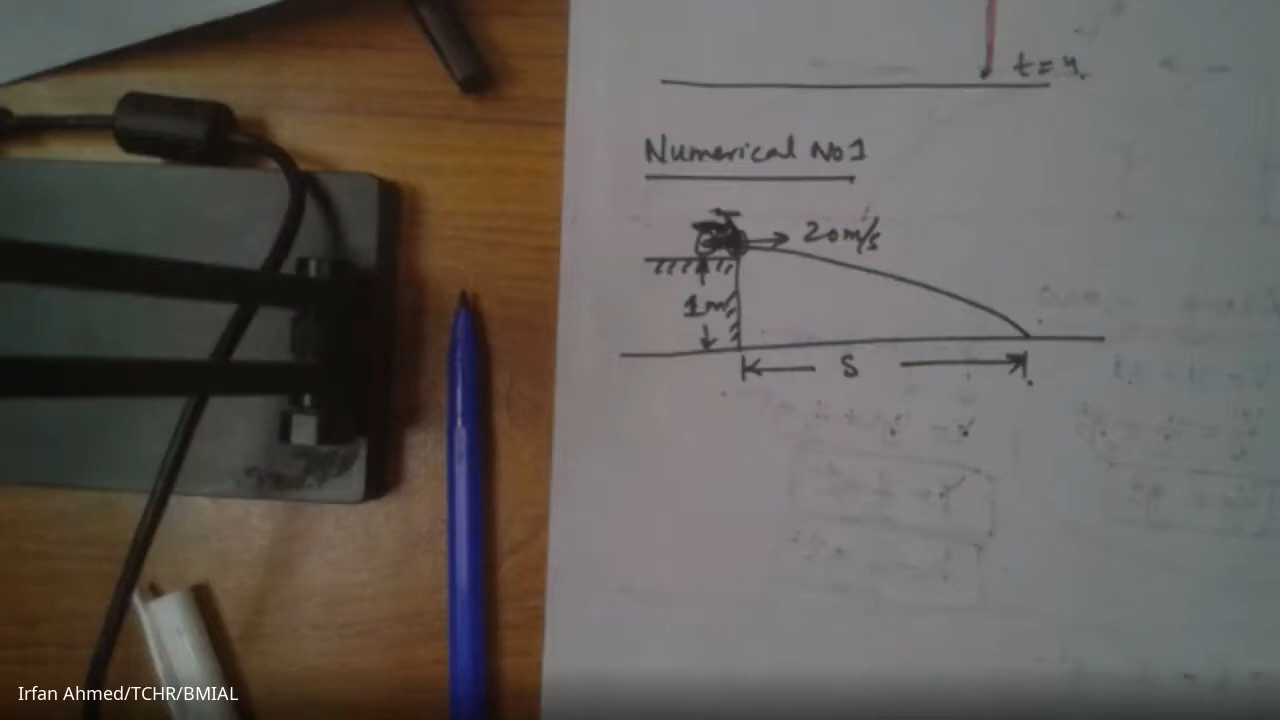 t=4
Numerical No 1
20m/s
1m
S
Irfan Ahmed/TCHR/BMIAL